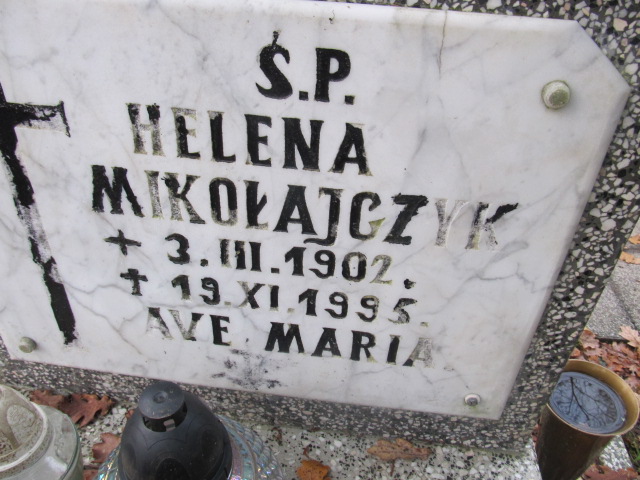 Ś.P.
HELENA
MIKOŁAJCZYK
+ 3.III.1902.
+ 19.XI.1995.
AVE MARIA